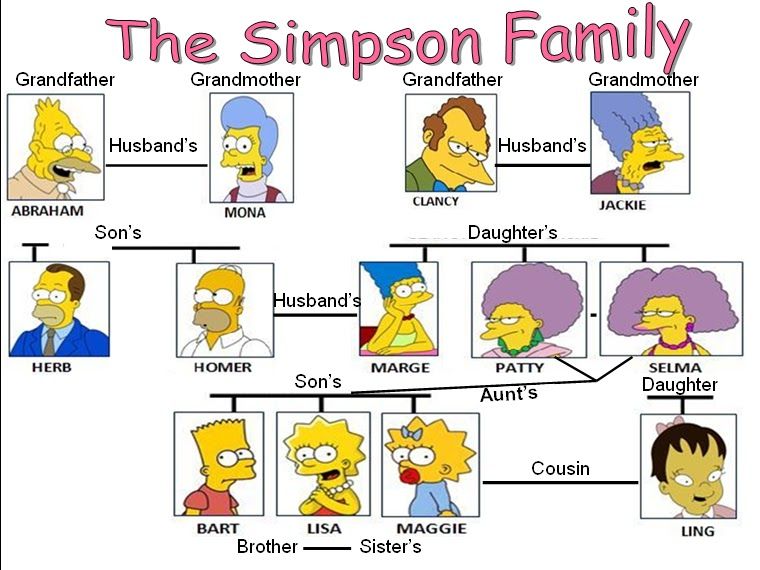 The Simpson Family
Grandfather Grandmother Grandfather Grandmother
Husband's Husband's
ABRAHAM MONA CLANCY JACKIE
Son's Daughter's
Husband's
HERB HOMER MARGE PATTY SELMA
Son's Aunt's Daughter
Cousin
BART LISA MAGGIE LING
Brother Sister's